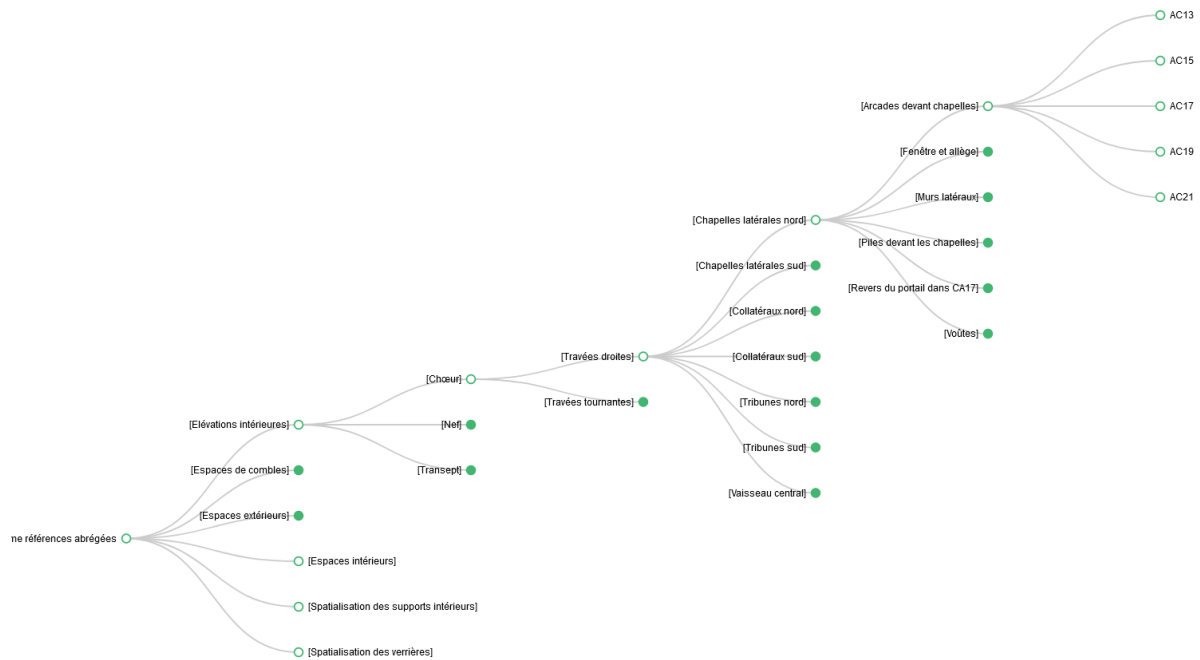 AC13
AC15
[Arcades devant chapelles]
AC17
[Fenêtre et allège]
AC19
[Murs latéraux]
AC21
[Chapelles latérales nord]
[Piles devant les chapelles]
[Chapelles latérales sud]
[Revers du portail dans CA17]
[Collatéraux nord]
[Voûtes]
[Travées droites]
[Collatéraux sud]
[Chœur]
[Travées tournantes]
[Tribunes nord]
[Elévations intérieures]
[Nef]
[Tribunes sud]
[Espaces de combles]
[Transept]
[Vaisseau central]
[Espaces extérieurs]
références abrégées
[Espaces intérieurs]
[Spatialisation des supports intérieurs]
[Spatialisation des verrières]